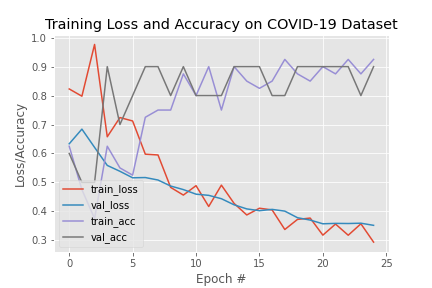 Training Loss and Accuracy on COVID-19 Dataset
1.0
0.9
0.8
0.7
0.6
0.5
0.4
0.3
Loss/Accuracy
train_loss
val_loss
train_acc
val_acc
0 5 10 15 20 25
Epoch #